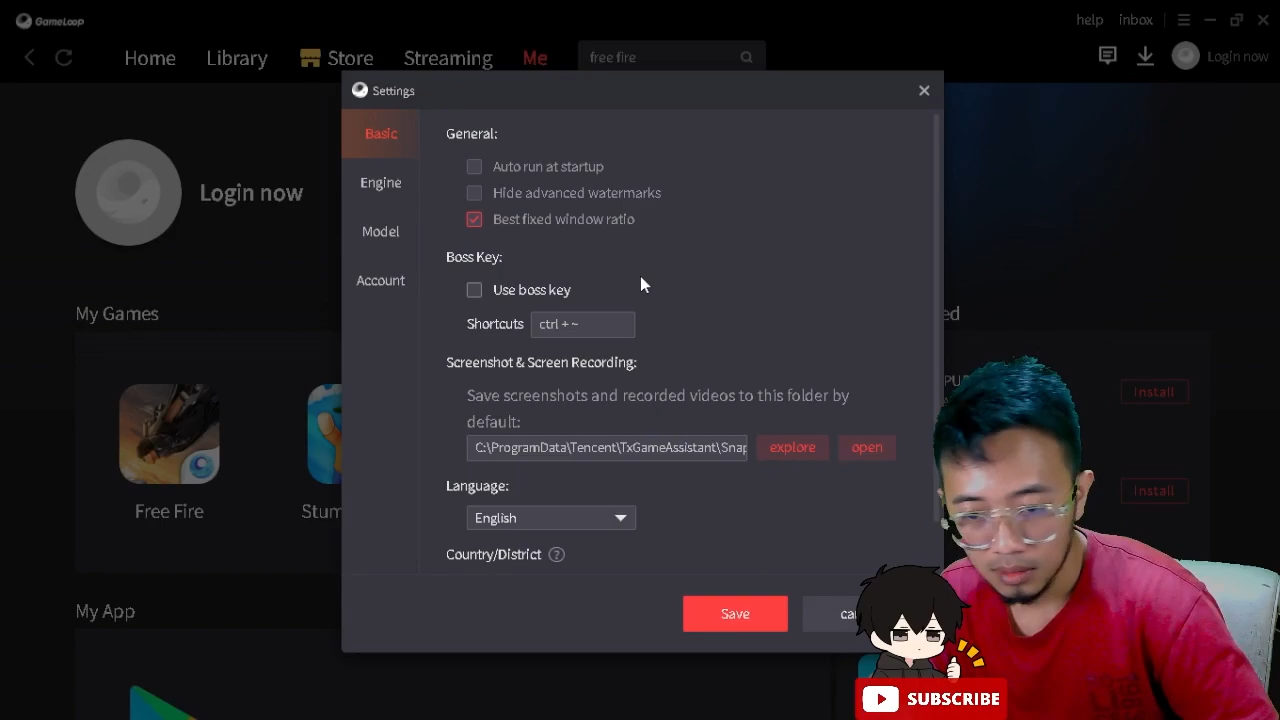 GameLoop
help inbox
Home Library Store Streaming Me free fire Login now
Settings
Basic
Engine
Model
Account
General:
Auto run at startup
Hide advanced watermarks
Best fixed window ratio
Boss Key:
Use boss key
Shortcuts ctrl + ~
Screenshot & Screen Recording:
Save screenshots and recorded videos to this folder by
default:
C:\ProgramData\Tencent\TxGameAssistant\Snap explore open
Language:
English
Country/District ?
Save
Login now
My Games
Free Fire
Stum
My App
ed
PU
Install
Install
SUBSCRIBE